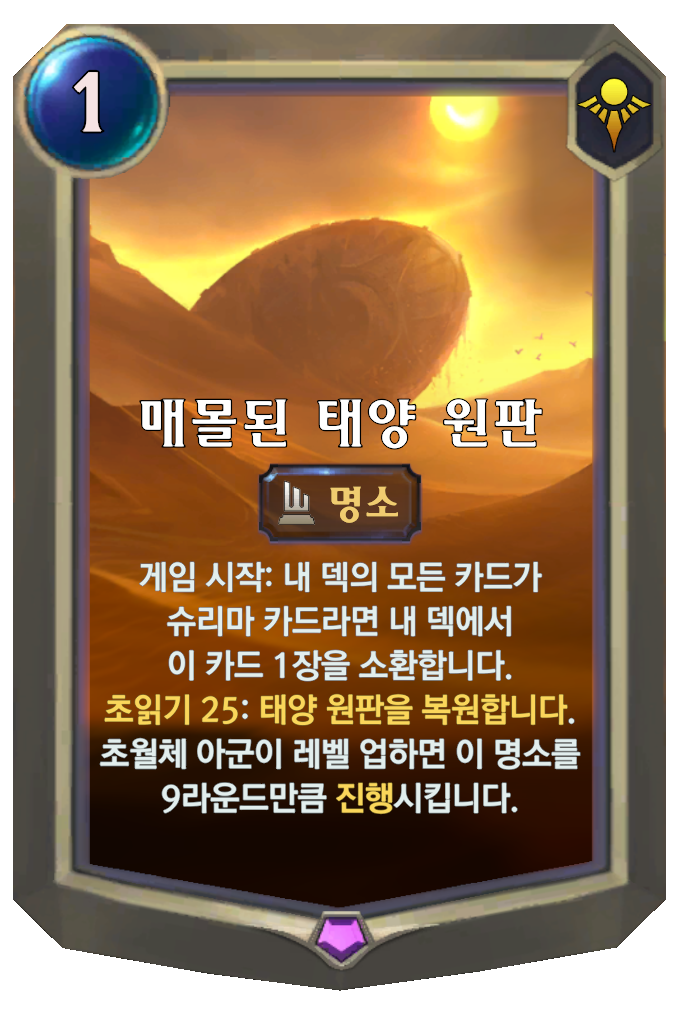 1
매몰된 태양 원판
명소
게임 시작: 내 덱의 모든 카드가
슈리마 카드라면 내 덱에서
이 카드 1장을 소환합니다.
초읽기 25: 태양 원판을 복원합니다.
초월체 아군이 레벨 업하면 이 명소를
9라운드만큼 진행시킵니다.